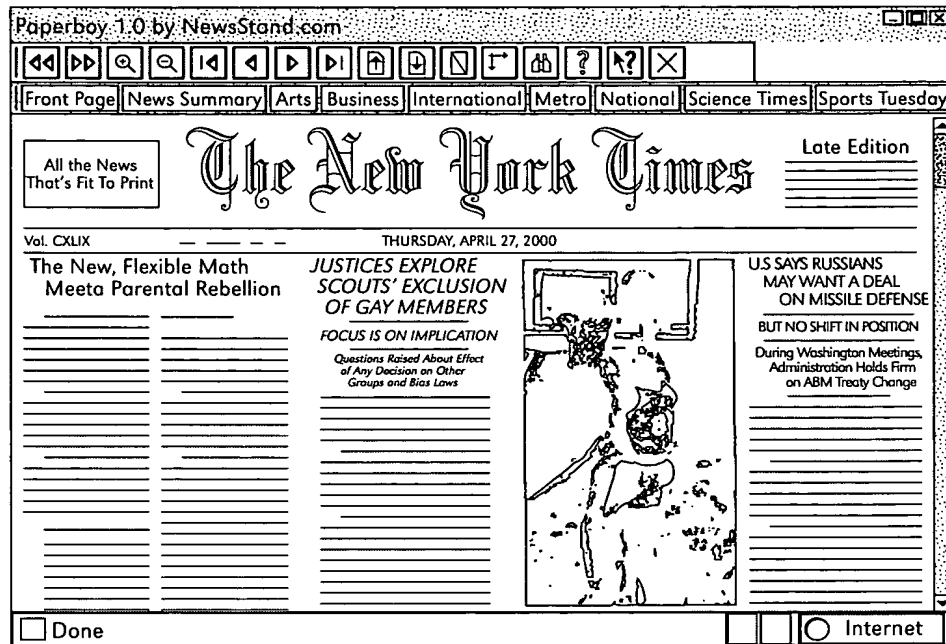 Paperboy 1.0 by NewsStand.com
Front Page News Summary Arts Business International Metro National Science Times Sports Tuesday
All the News
That's Fit To Print
The New York Times
Late Edition
Vol. CXLIX
THURSDAY, APRIL 27, 2000
The New, Flexible Math
Meeta Parental Rebellion
JUSTICES EXPLORE
SCOUTS' EXCLUSION
OF GAY MEMBERS
FOCUS IS ON IMPLICATION
Questions Raised About Effect
of Any Decision on Other
Groups and Bias Laws
U.S SAYS RUSSIANS
MAY WANT A DEAL
ON MISSILE DEFENSE
BUT NO SHIFT IN POSITION
During Washington Meetings,
Administration Holds Firm
on ABM Treaty Change
Done
Internet